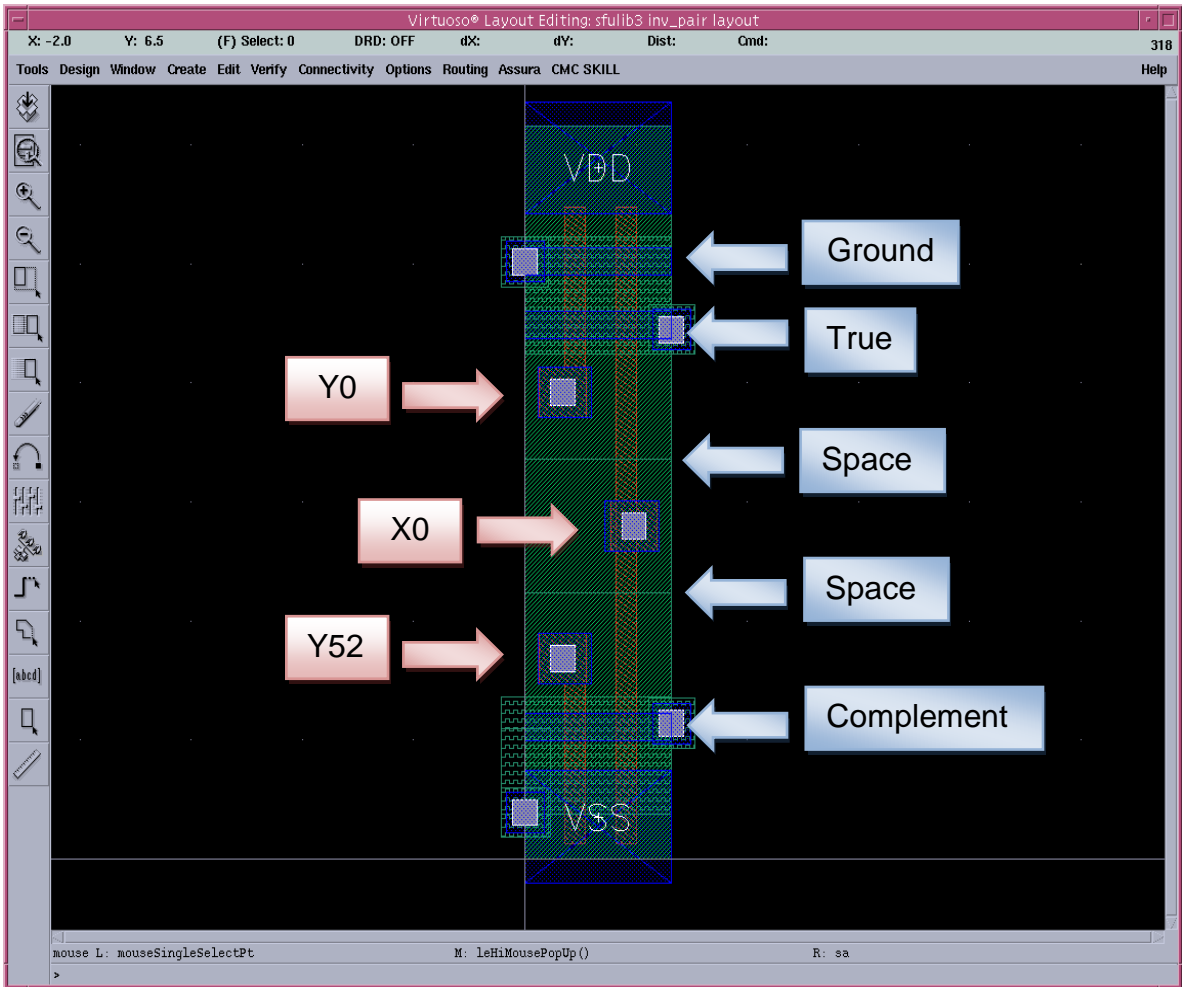 Virtuoso® Layout Editing: sfulib3 inv_pair layout
X: -2.0 Y: 6.5 (F) Select: 0 DRD: OFF dX: dY: Dist: Cmd:
318
Tools Design Window Create Edit Verify Connectivity Options Routing Assura CMC SKILL Help
VDD
Ground
True
Y0
Space
X0
Space
Y52
[abcd]
Complement
VSS
mouse L: mouseSingleSelectPt M: leHiMousePopUp() R: sa
>